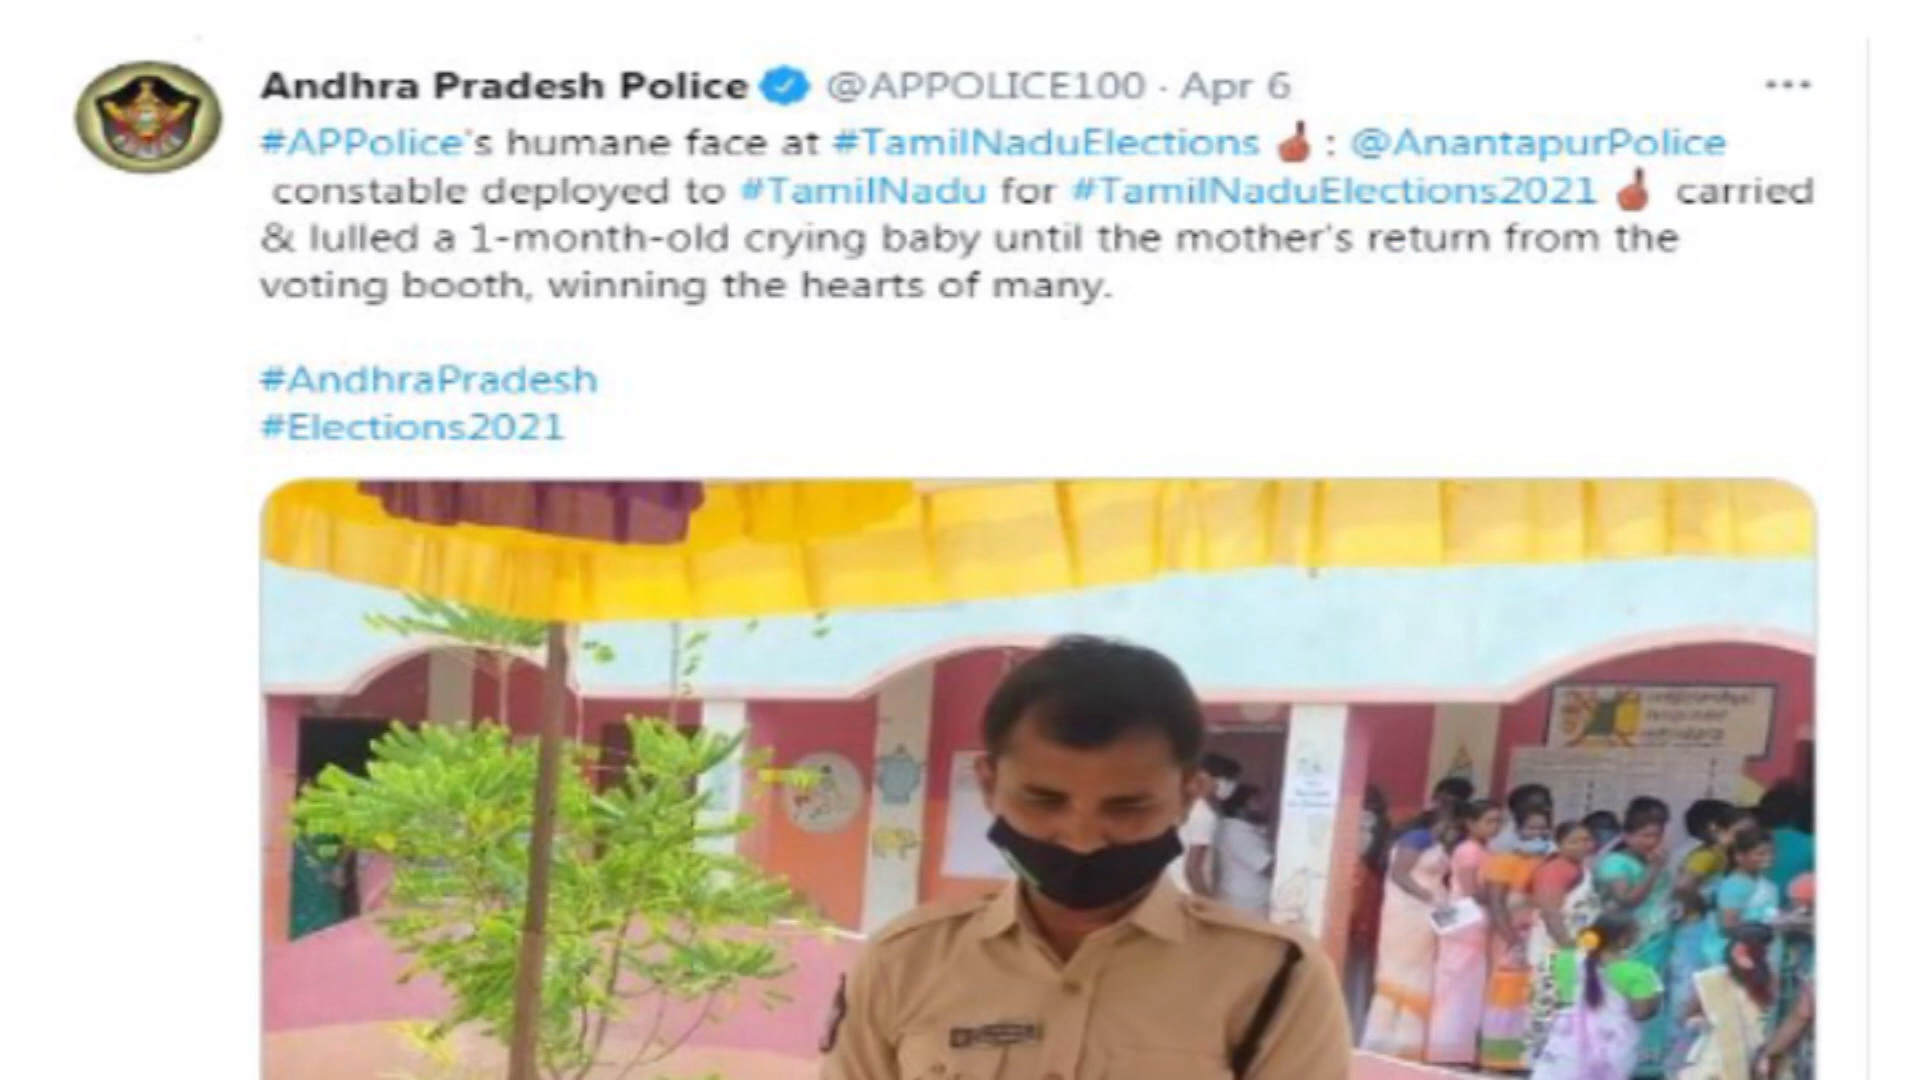 Andhra Pradesh Police @APPOLICE100 · Apr 6
#APPolice's humane face at #TamilNaduElections : @AnantapurPolice
constable deployed to #TamilNadu for #TamilNaduElections2021 carried
& lulled a 1-month-old crying baby until the mother's return from the
voting booth, winning the hearts of many.
#AndhraPradesh
#Elections2021